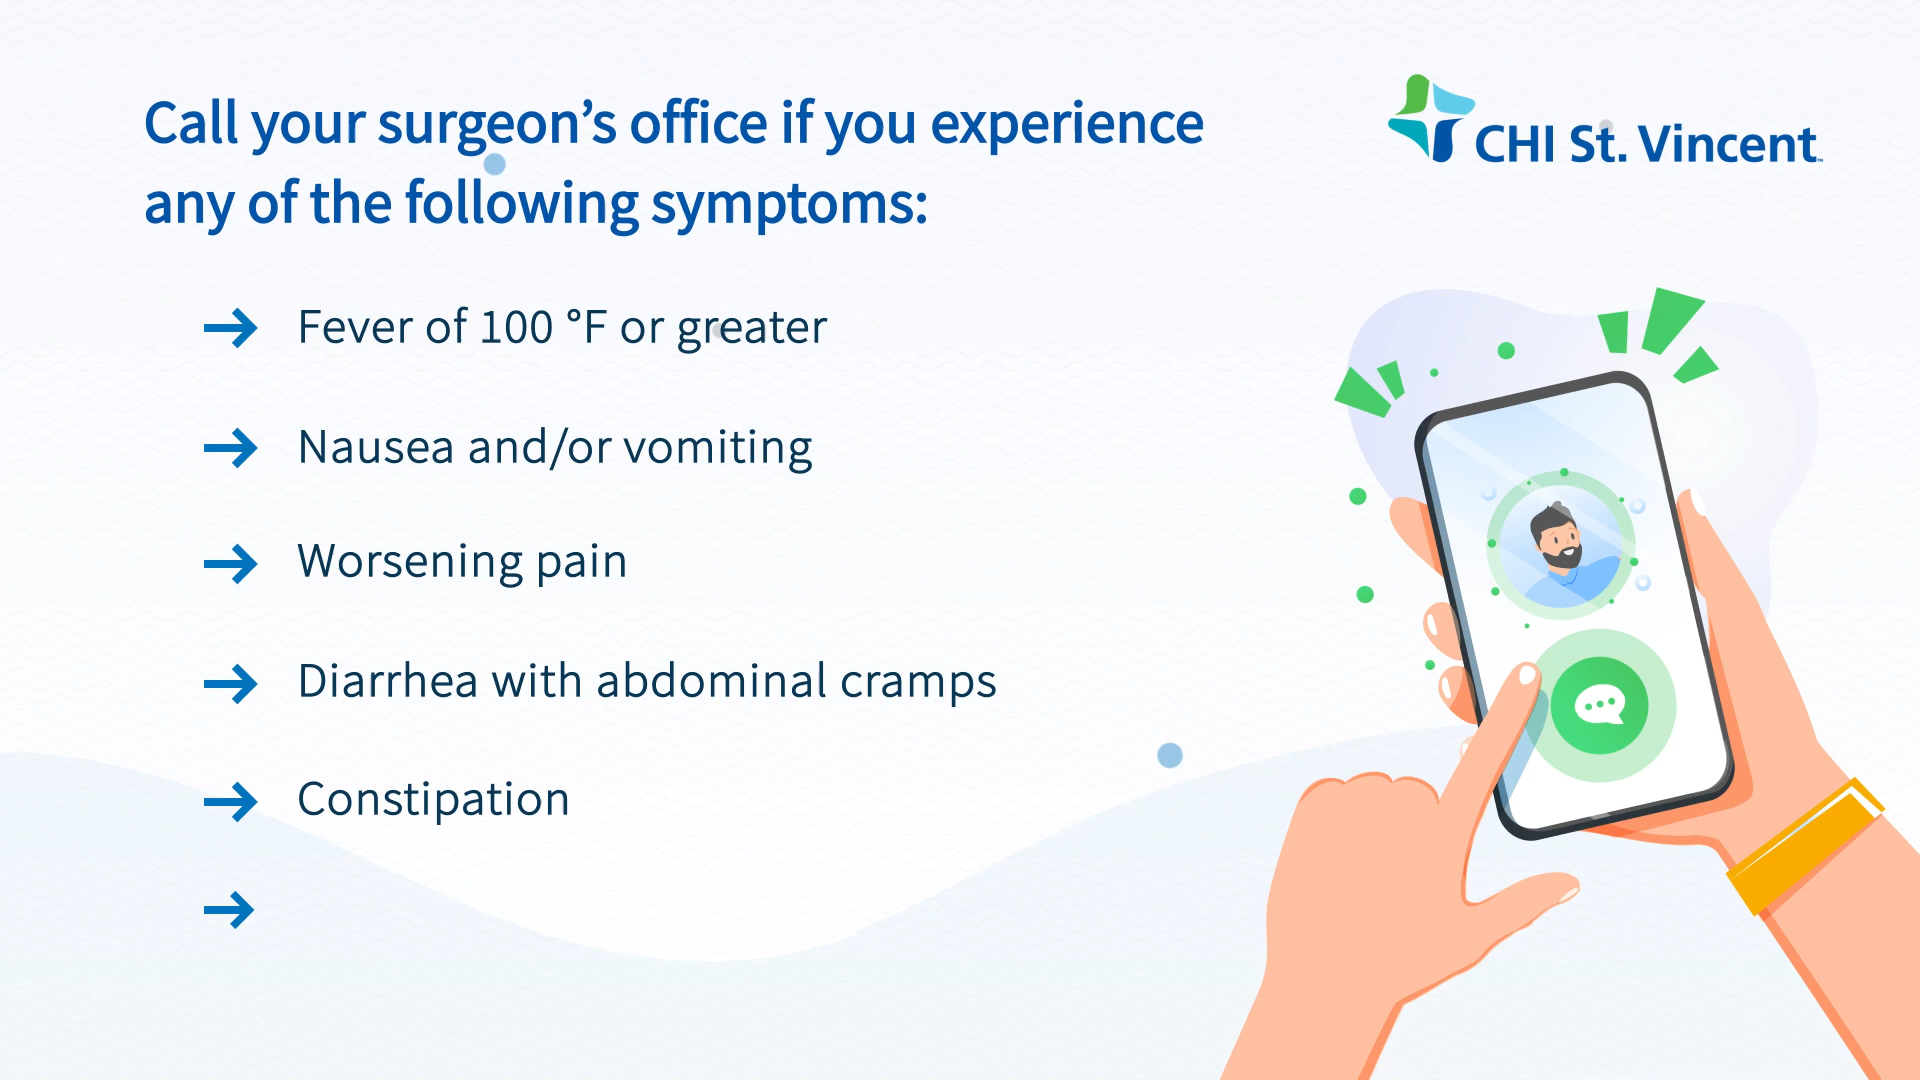 Call your surgeon’s office if you experience
any of the following symptoms:
CHI St. Vincent™
Fever of 100 °F or greater
Nausea and/or vomiting
Worsening pain
Diarrhea with abdominal cramps
Constipation